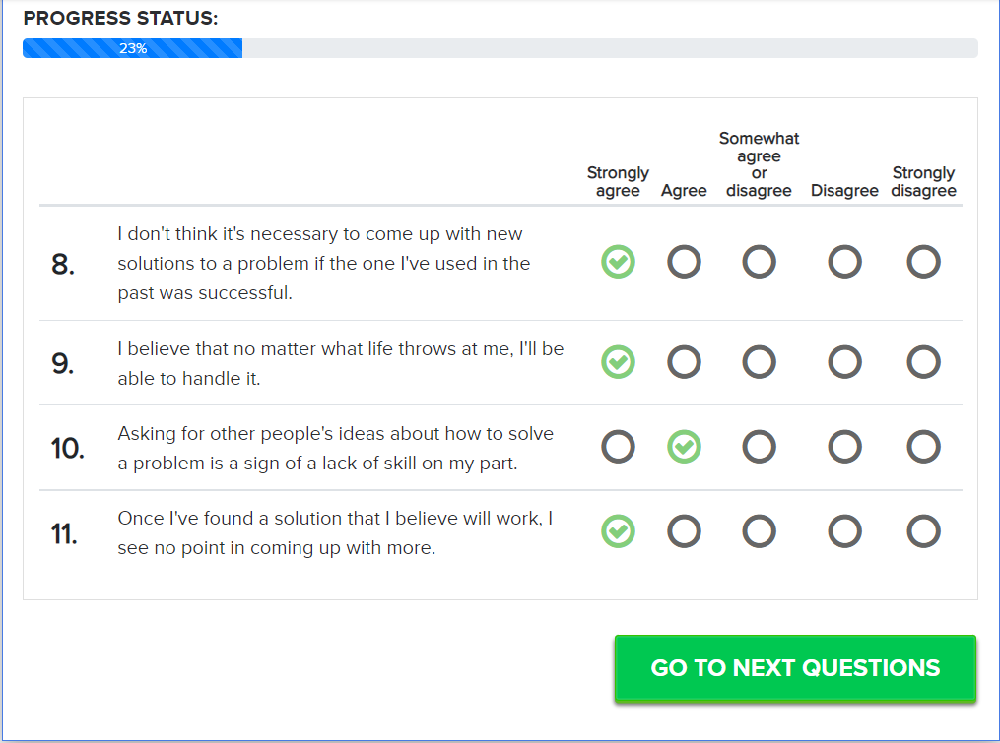 PROGRESS STATUS:
23%
Somewhat
agree
or
disagree
Strongly
agree
Agree
Disagree
Strongly
disagree
8.
I don't think it's necessary to come up with new
solutions to a problem if the one I've used in the
past was successful.
9.
I believe that no matter what life throws at me, I'll be
able to handle it.
10.
Asking for other people's ideas about how to solve
a problem is a sign of a lack of skill on my part.
11.
Once I've found a solution that I believe will work, I
see no point in coming up with more.
GO TO NEXT QUESTIONS